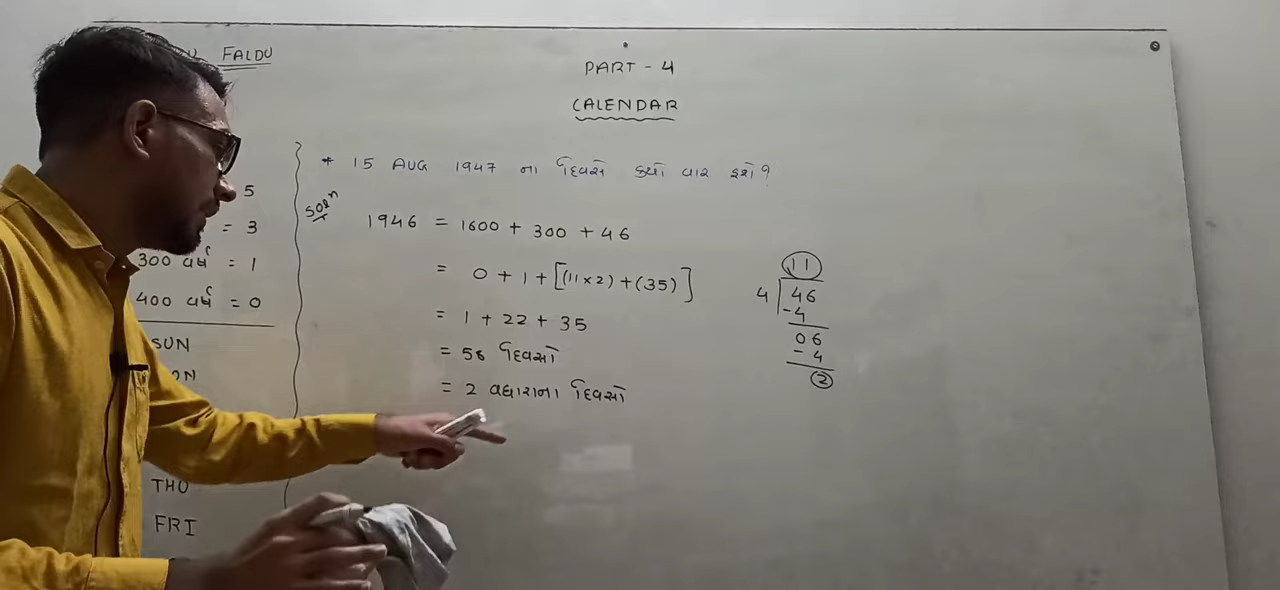 FALDU
5
= 3
300 વર્ષ = 1
400 વર્ષ = 0
SUN
THU
FRI
PART - 4
CALENDAR
* 15 AUG 1947 ના દિવસે કયો વાર હશે?
Solⁿ
1946 = 1600 + 300 + 46
= 0 + 1 + [(11 × 2) + (35)]
= 1 + 22 + 35
= 58 દિવસો
= 2 વધારાના દિવસો
11
4 46
- 4
06
- 4
2